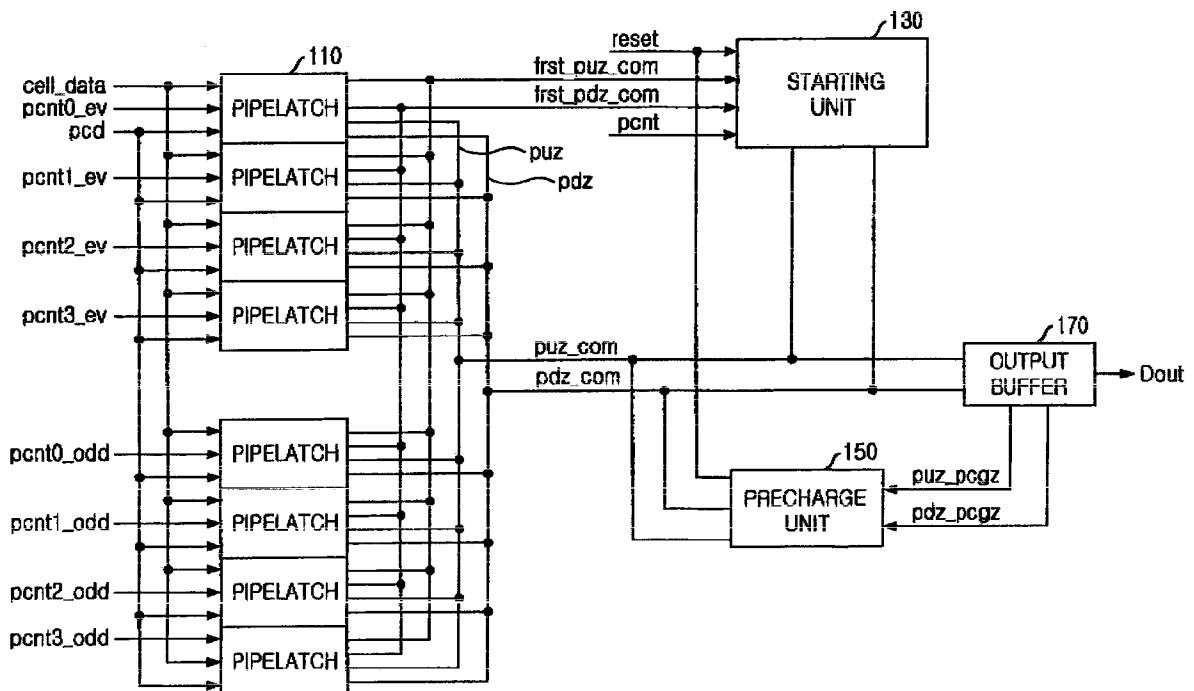 110
130
reset
cell_data
frst_puz_com
PIPELATCH
STARTING
UNIT
pcnt0_ev
frst_pdz_com
pcd
pcnt
puz
pcnt1_ev
PIPELATCH
pdz
pcnt2_ev
PIPELATCH
pcnt3_ev
PIPELATCH
170
puz_com
OUTPUT
BUFFER
Dout
pdz_com
pcnt0_odd
PIPELATCH
150
puz_pcgz
PRECHARGE
UNIT
pcnt1_odd
PIPELATCH
pdz_pcgz
pcnt2_odd
PIPELATCH
pcnt3_odd
PIPELATCH